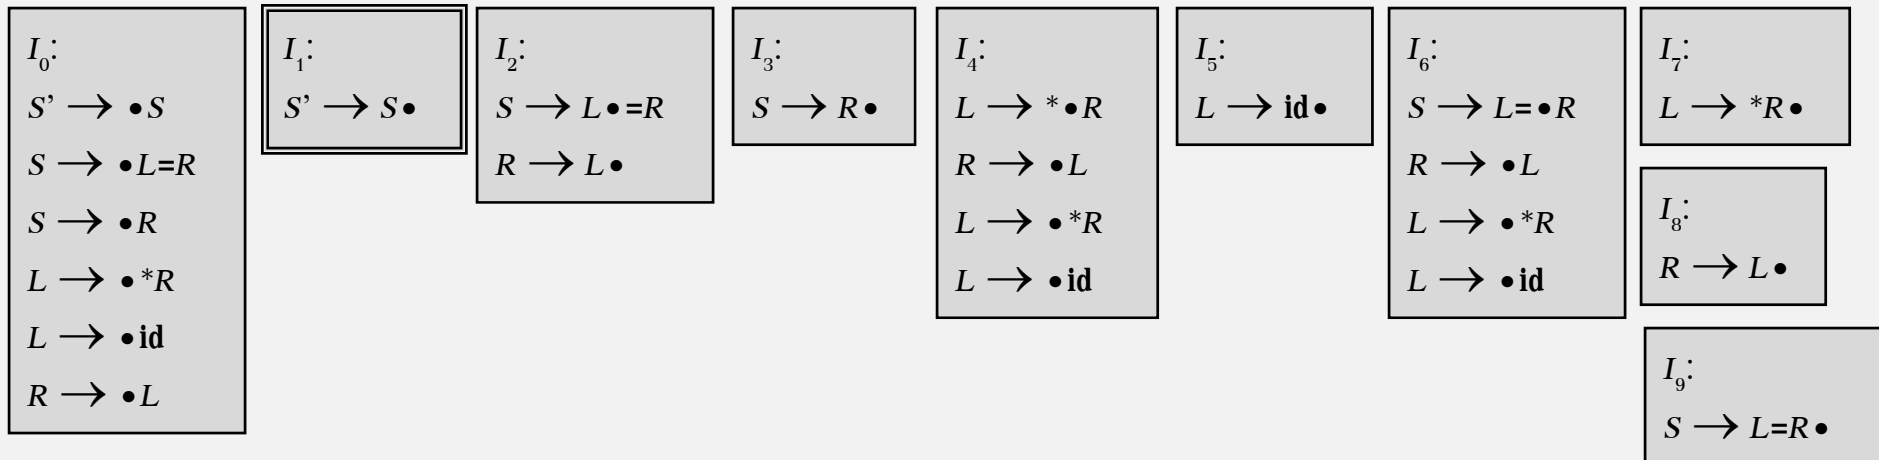 I₀:
S’ → •S
S → •L=R
S → •R
L → •*R
L → •id
R → •L
I₁:
S’ → S•
I₂:
S → L•=R
R → L•
I₃:
S → R•
I₄:
L → *•R
R → •L
L → •*R
L → •id
I₅:
L → id•
I₆:
S → L=•R
R → •L
L → •*R
L → •id
I₇:
L → *R•
I₈:
R → L•
I₉:
S → L=R•